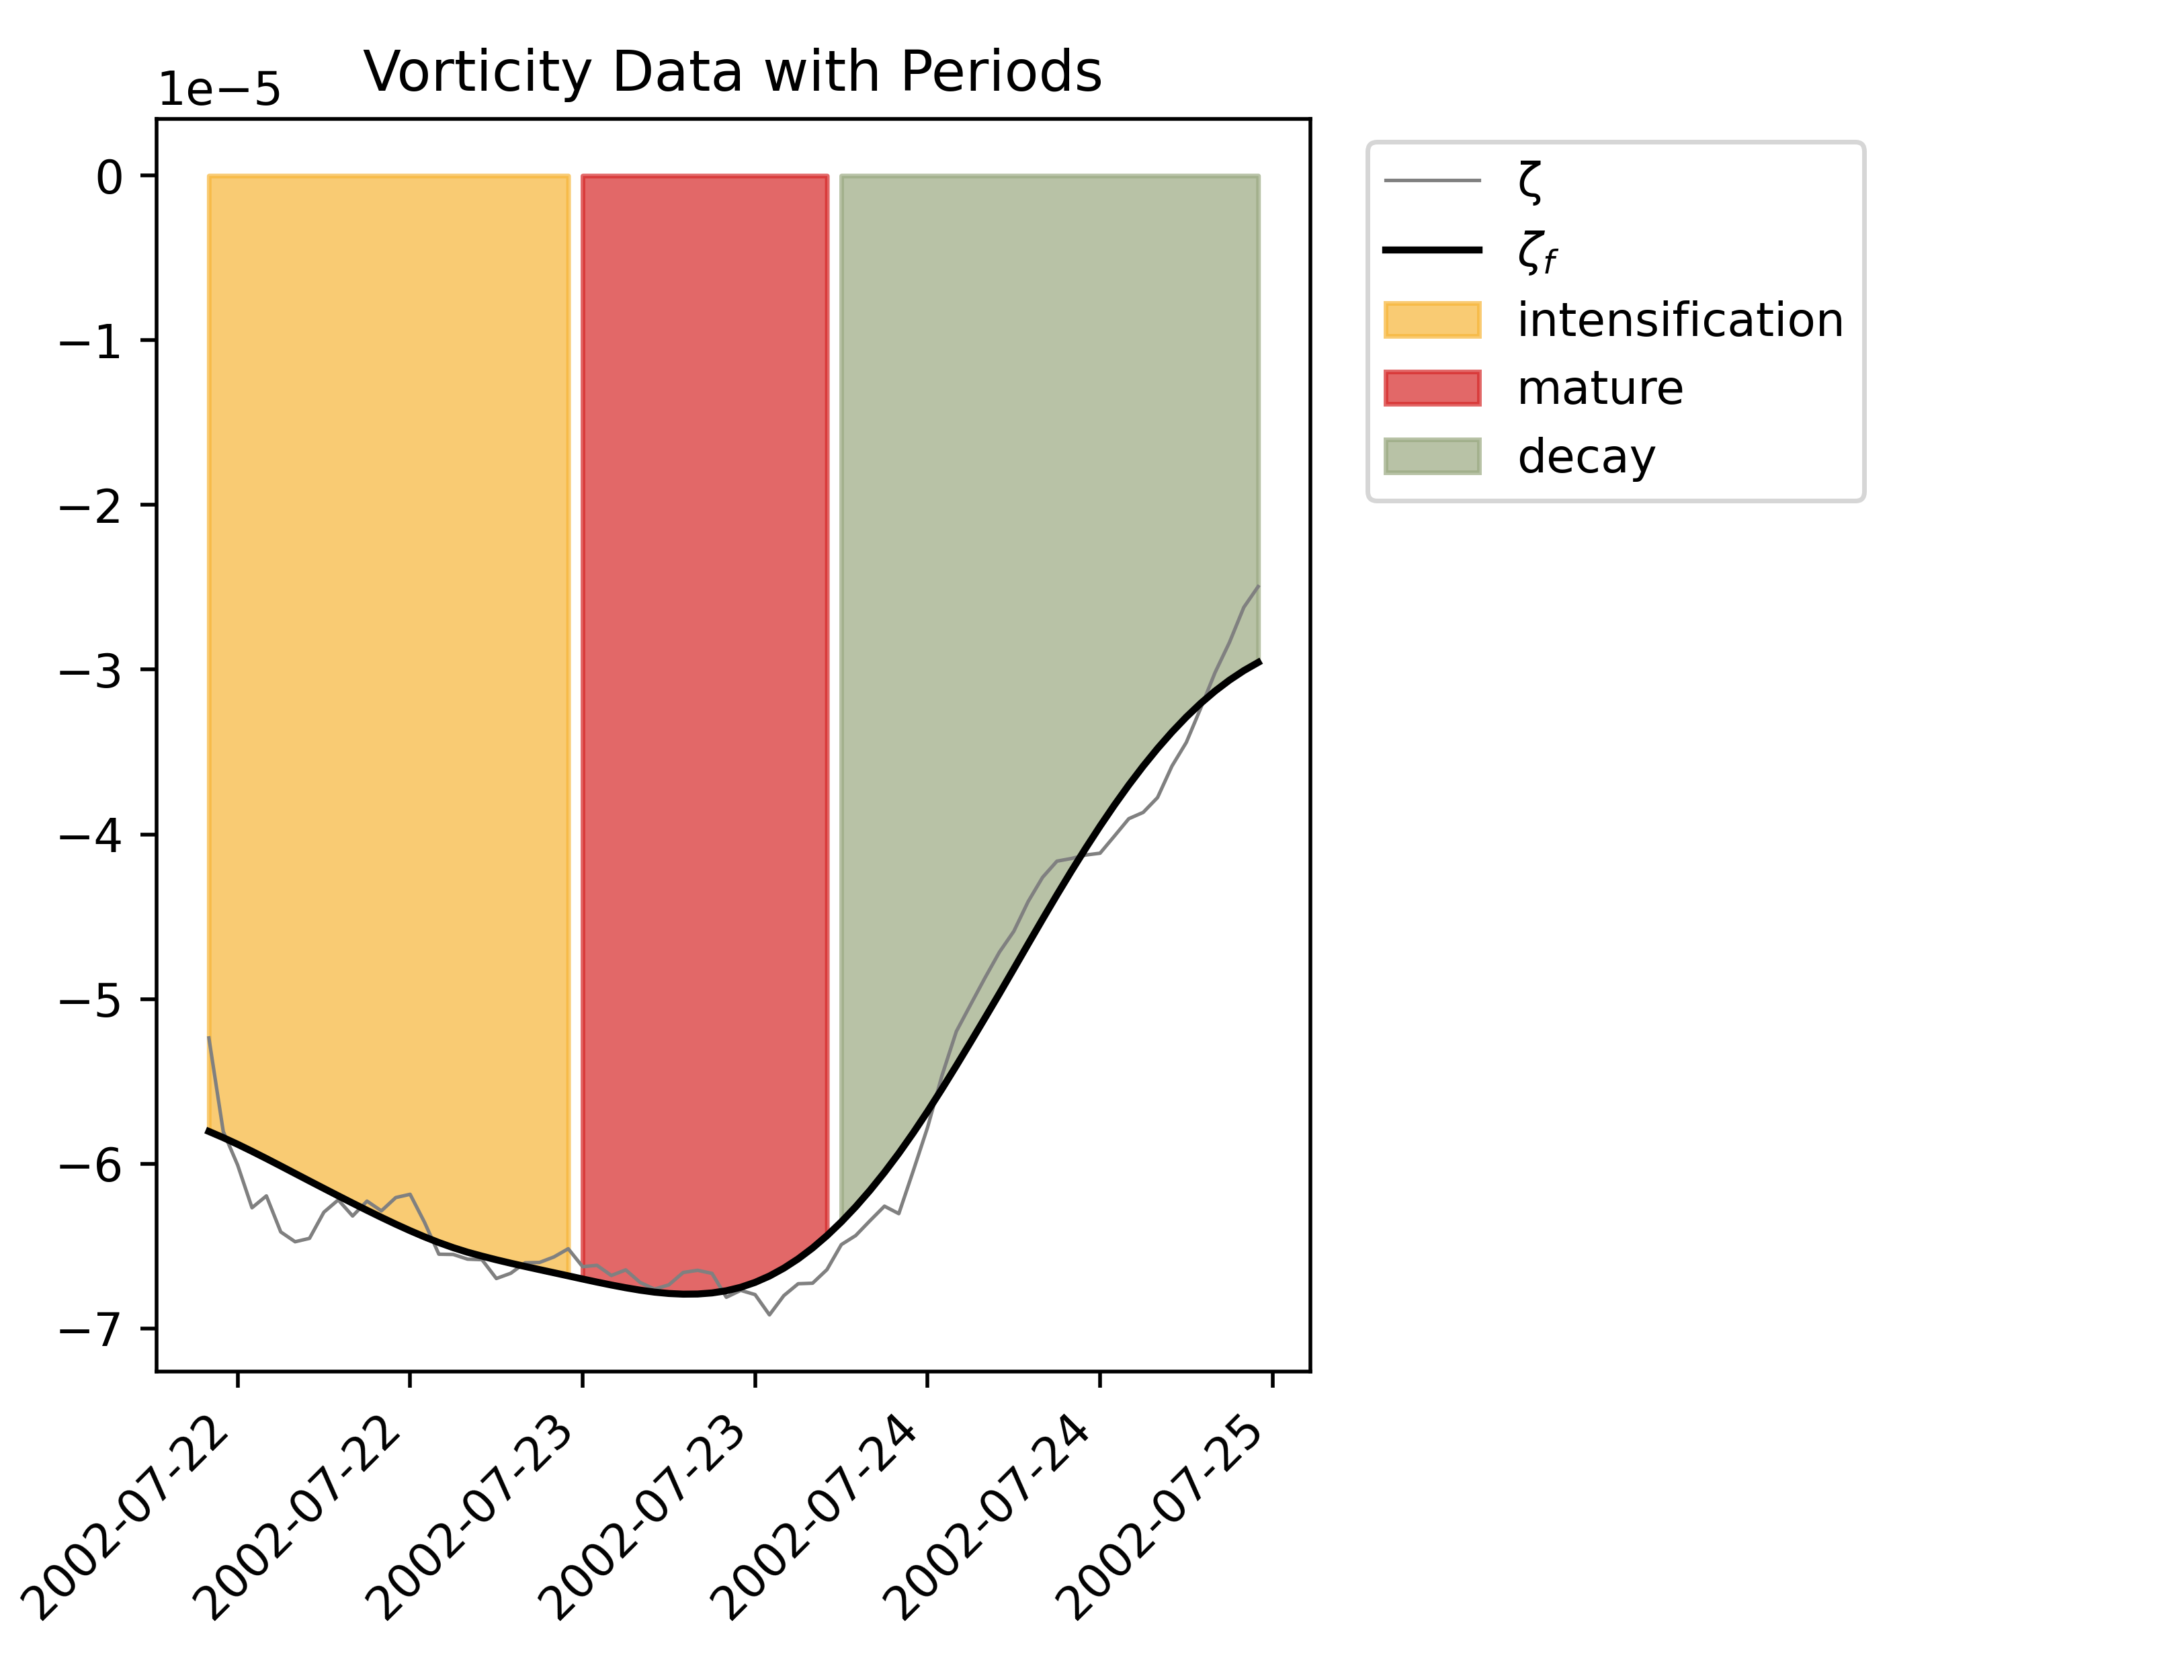 Vorticity Data with Periods
1e−5
0
−1
−2
−3
−4
−5
−6
−7
2002-07-22
2002-07-22
2002-07-23
2002-07-23
2002-07-24
2002-07-24
2002-07-25
ζ
ζf
intensification
mature
decay